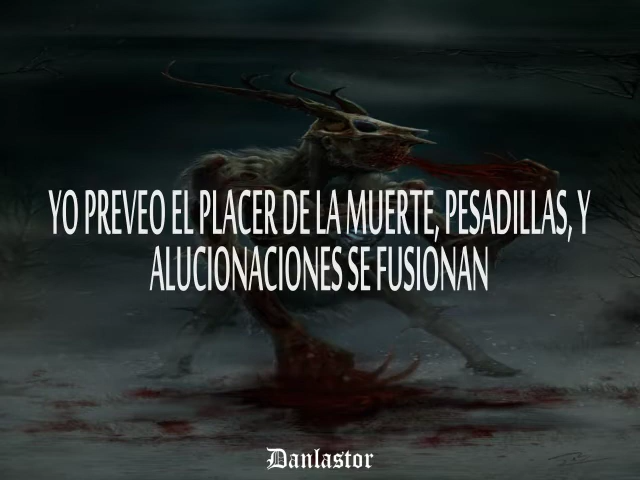 YO PREVEO EL PLACER DE LA MUERTE, PESADILLAS, Y
ALUCIONACIONES SE FUSIONAN
Danlastor